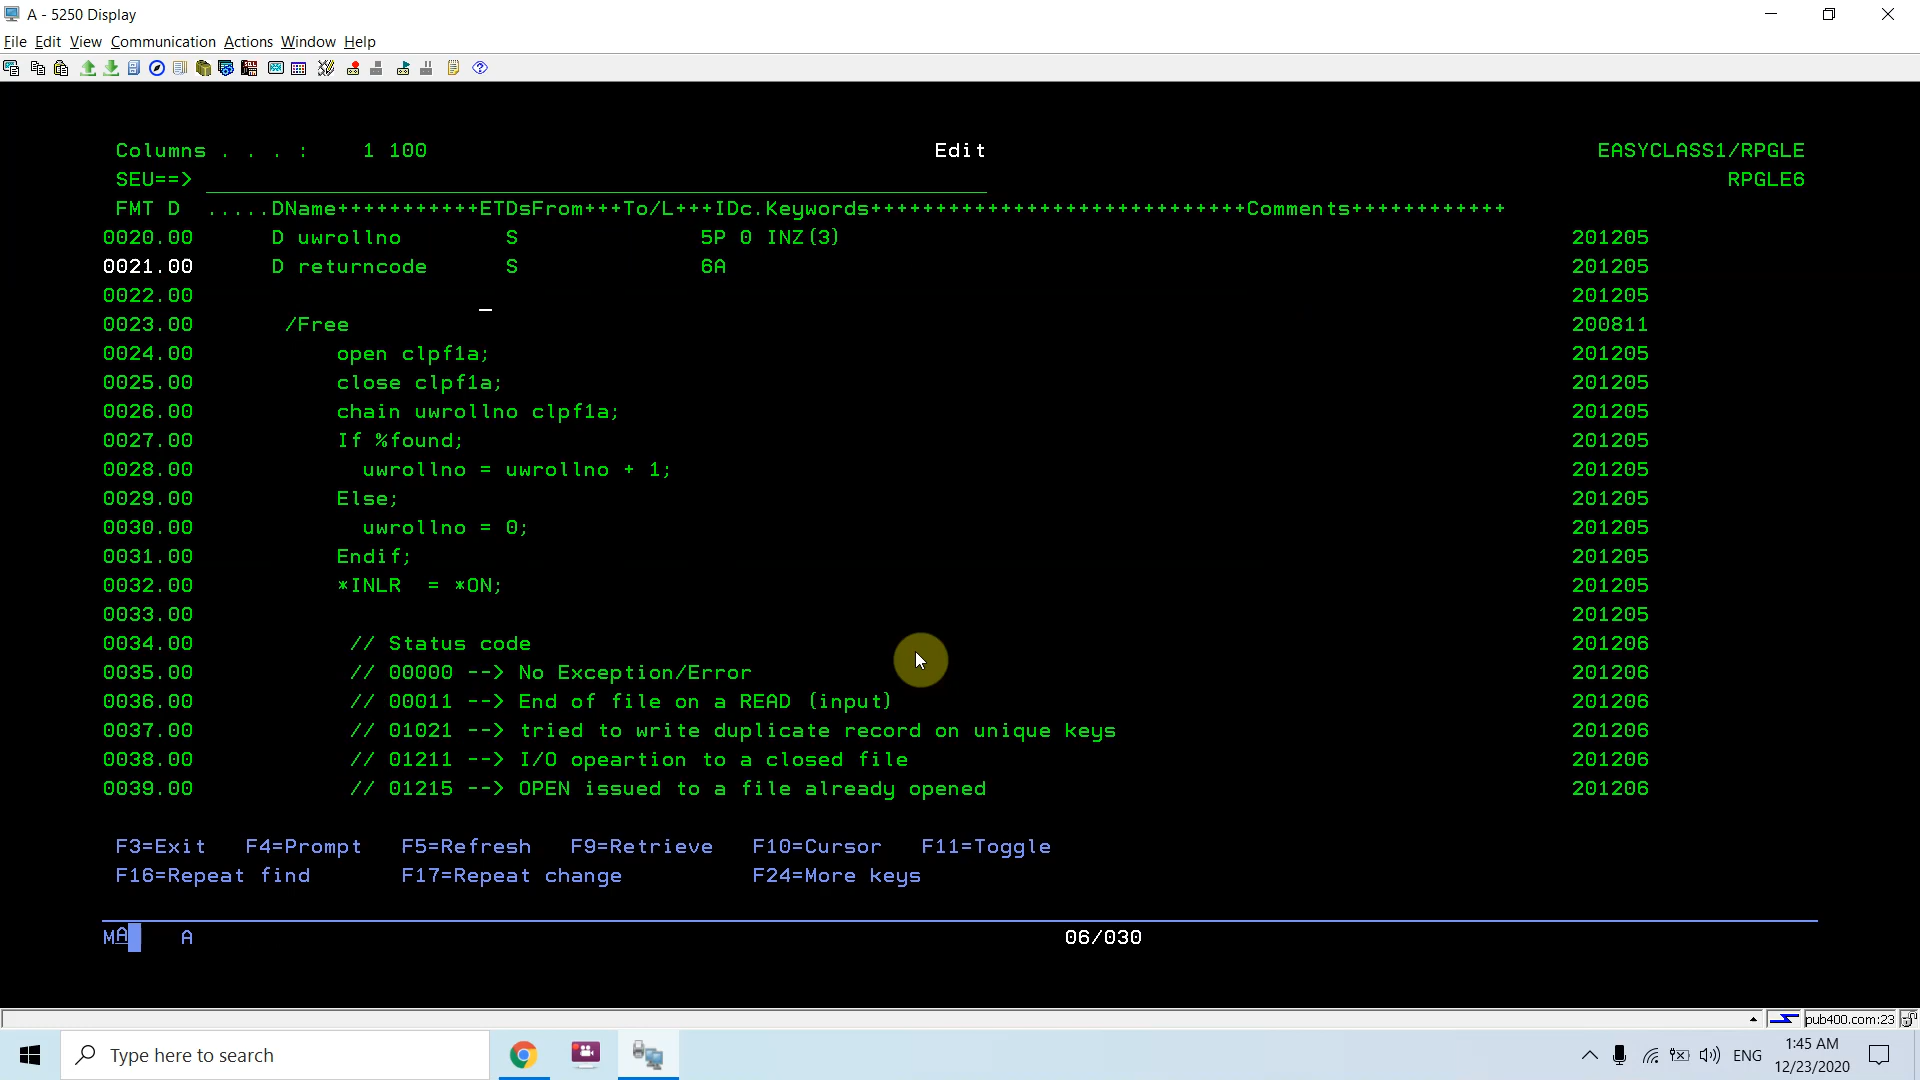 A - 5250 Display
File Edit View Communication Actions Window Help
Columns . . . :    1 100                    Edit                    EASYCLASS1/RPGLE
SEU==>                    RPGLE6
FMT D  .....DName+++++++++++ETDsFrom+++To/L+++IDc.Keywords+++++++++++++++++++++++++++++Comments++++++++++++
0020.00      D uwrollno        S              5P 0 INZ(3)      201205
0021.00      D returncode      S              6A      201205
0022.00      201205
0023.00       /Free      200811
0024.00           open clpf1a;      201205
0025.00           close clpf1a;      201205
0026.00           chain uwrollno clpf1a;      201205
0027.00           If %found;      201205
0028.00             uwrollno = uwrollno + 1;      201205
0029.00           Else;      201205
0030.00             uwrollno = 0;      201205
0031.00           Endif;      201205
0032.00           *INLR  = *ON;      201205
0033.00      201205
0034.00            // Status code      201206
0035.00            // 00000 --> No Exception/Error      201206
0036.00            // 00011 --> End of file on a READ (input)      201206
0037.00            // 01021 --> tried to write duplicate record on unique keys      201206
0038.00            // 01211 --> I/O opeartion to a closed file      201206
0039.00            // 01215 --> OPEN issued to a file already opened      201206
F3=Exit   F4=Prompt   F5=Refresh   F9=Retrieve   F10=Cursor   F11=Toggle
F16=Repeat find       F17=Repeat change          F24=More keys
MA    A    06/030
pub400.com:23
Type here to search
ENG
1:45 AM
12/23/2020